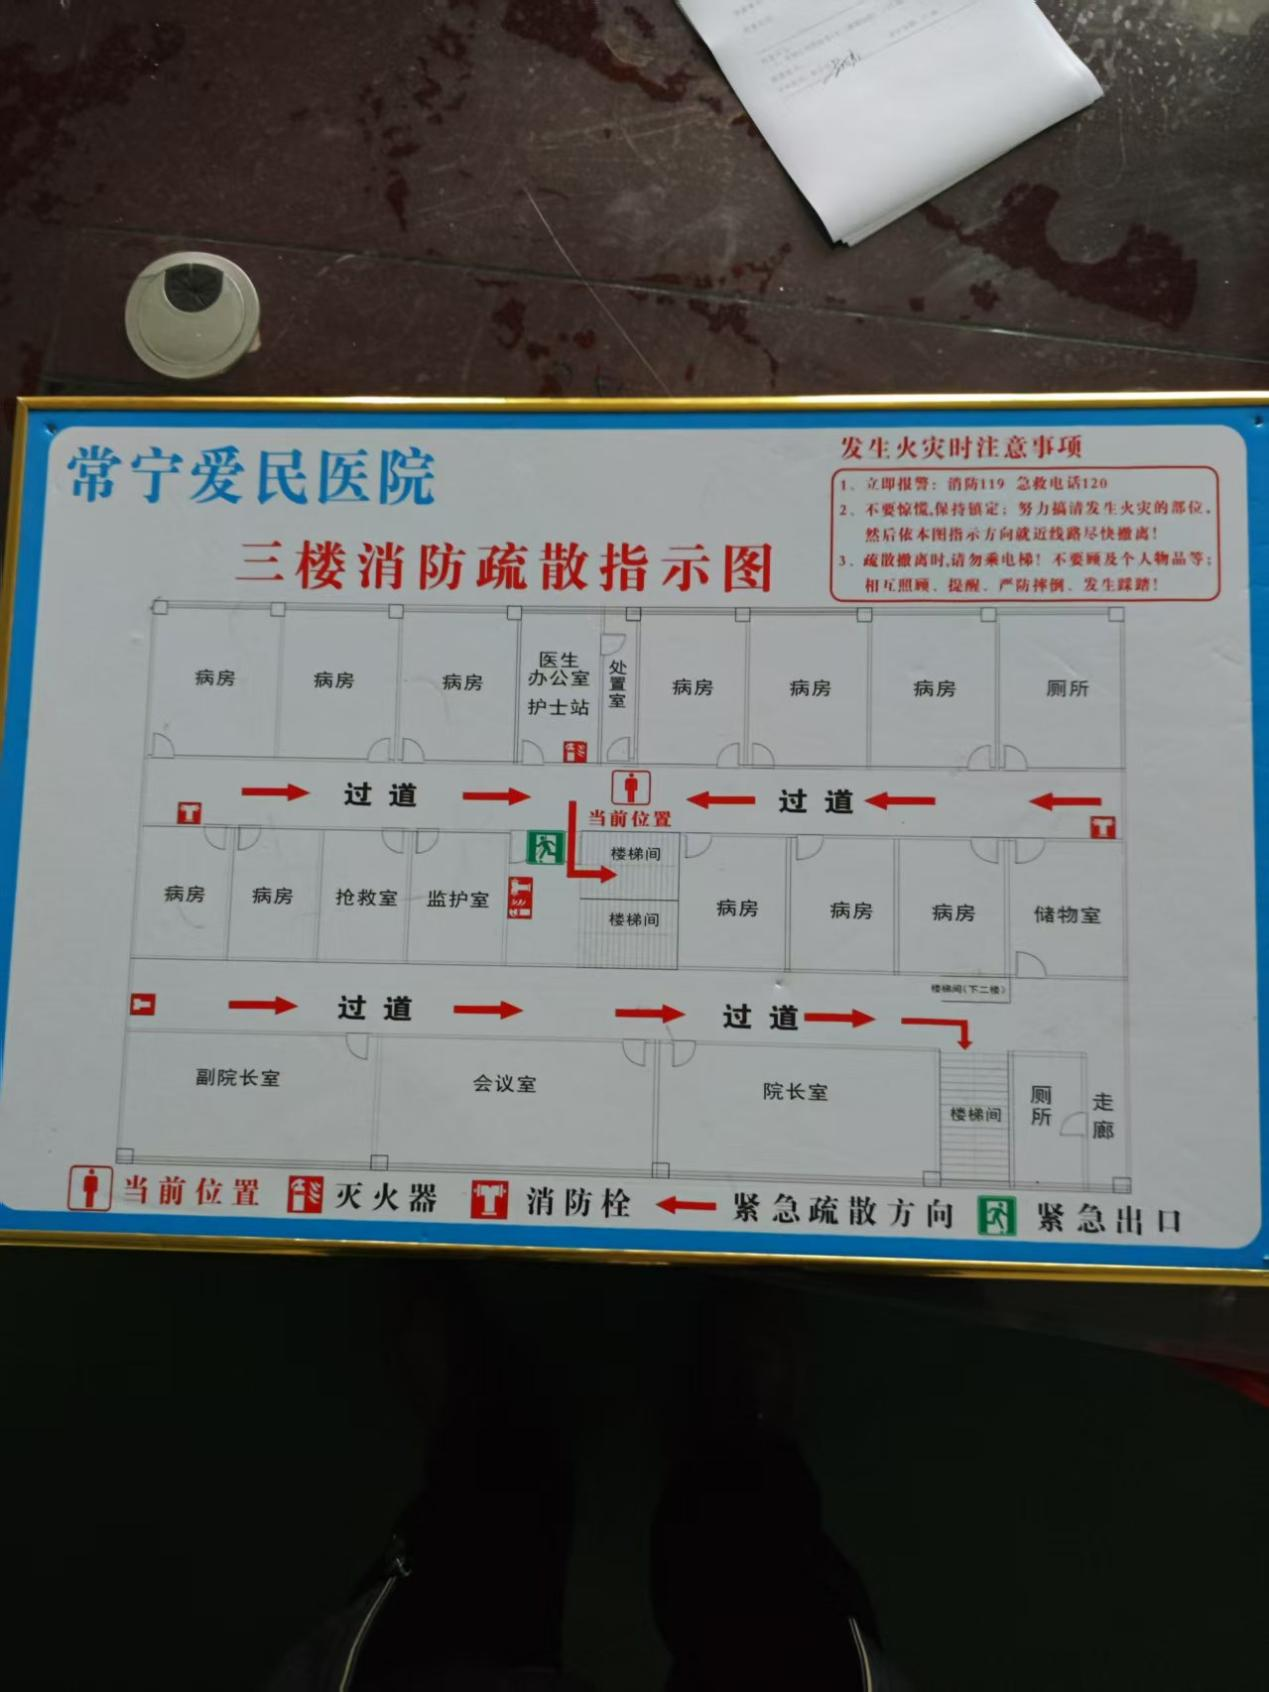 常宁爱民医院
三楼消防疏散指示图
发生火灾时注意事项
1、立即报警：消防119 急救电话120
2、不要惊慌,保持镇定；努力搞清发生火灾的部位,
然后依本图指示方向就近线路尽快撤离！
3、疏散撤离时,请勿乘电梯！不要顾及个人物品等；
相互照顾、提醒、严防摔倒、发生踩踏！
病房
病房
病房
医生
办公室
护士站
处置室
病房
病房
病房
厕所
过道
当前位置
过道
病房
病房
抢救室
监护室
楼梯间
楼梯间
病房
病房
病房
储物室
楼梯间(下二楼)
过道
过道
副院长室
会议室
院长室
楼梯间
厕所
走廊
当前位置 灭火器 消防栓 紧急疏散方向 紧急出口